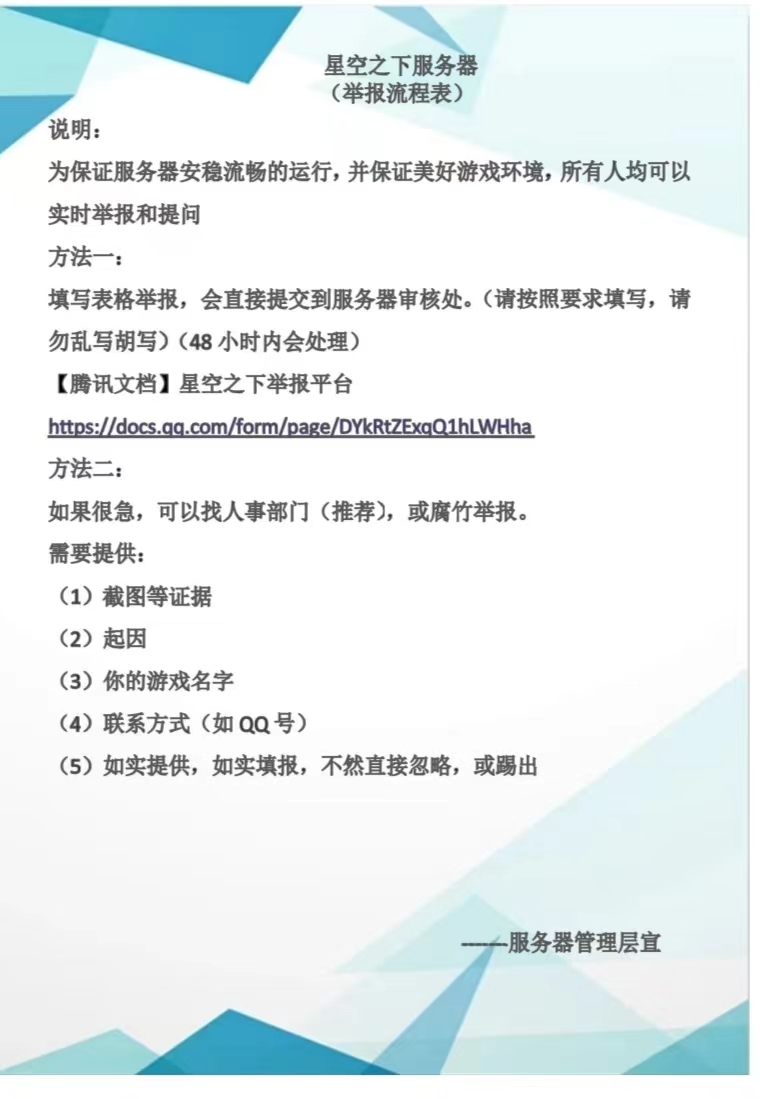 星空之下服务器
（举报流程表）
说明：
为保证服务器安稳流畅的运行，并保证美好游戏环境，所有人均可以
实时举报和提问
方法一：
填写表格举报，会直接提交到服务器审核处。（请按照要求填写，请
勿乱写胡写）（48 小时内会处理）
【腾讯文档】星空之下举报平台
https://docs.qq.com/form/page/DYkRtZExqQ1hLWHha
方法二：
如果很急，可以找人事部门（推荐），或腐竹举报。
需要提供：
（1）截图等证据
（2）起因
（3）你的游戏名字
（4）联系方式（如 QQ 号）
（5）如实提供，如实填报，不然直接忽略，或踢出
-------服务器管理层宣